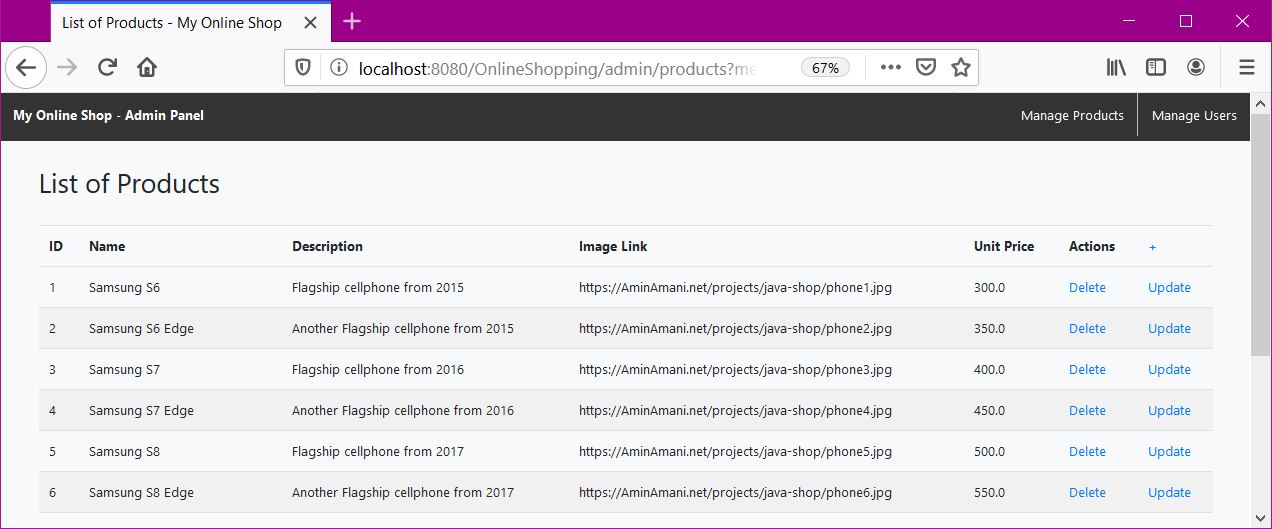 List of Products - My Online Shop
localhost:8080/OnlineShopping/admin/products?me
67%
My Online Shop - Admin Panel
Manage Products
Manage Users
List of Products
ID Name Description Image Link Unit Price Actions +
1 Samsung S6 Flagship cellphone from 2015 https://AminAmani.net/projects/java-shop/phone1.jpg 300.0 Delete Update
2 Samsung S6 Edge Another Flagship cellphone from 2015 https://AminAmani.net/projects/java-shop/phone2.jpg 350.0 Delete Update
3 Samsung S7 Flagship cellphone from 2016 https://AminAmani.net/projects/java-shop/phone3.jpg 400.0 Delete Update
4 Samsung S7 Edge Another Flagship cellphone from 2016 https://AminAmani.net/projects/java-shop/phone4.jpg 450.0 Delete Update
5 Samsung S8 Flagship cellphone from 2017 https://AminAmani.net/projects/java-shop/phone5.jpg 500.0 Delete Update
6 Samsung S8 Edge Another Flagship cellphone from 2017 https://AminAmani.net/projects/java-shop/phone6.jpg 550.0 Delete Update